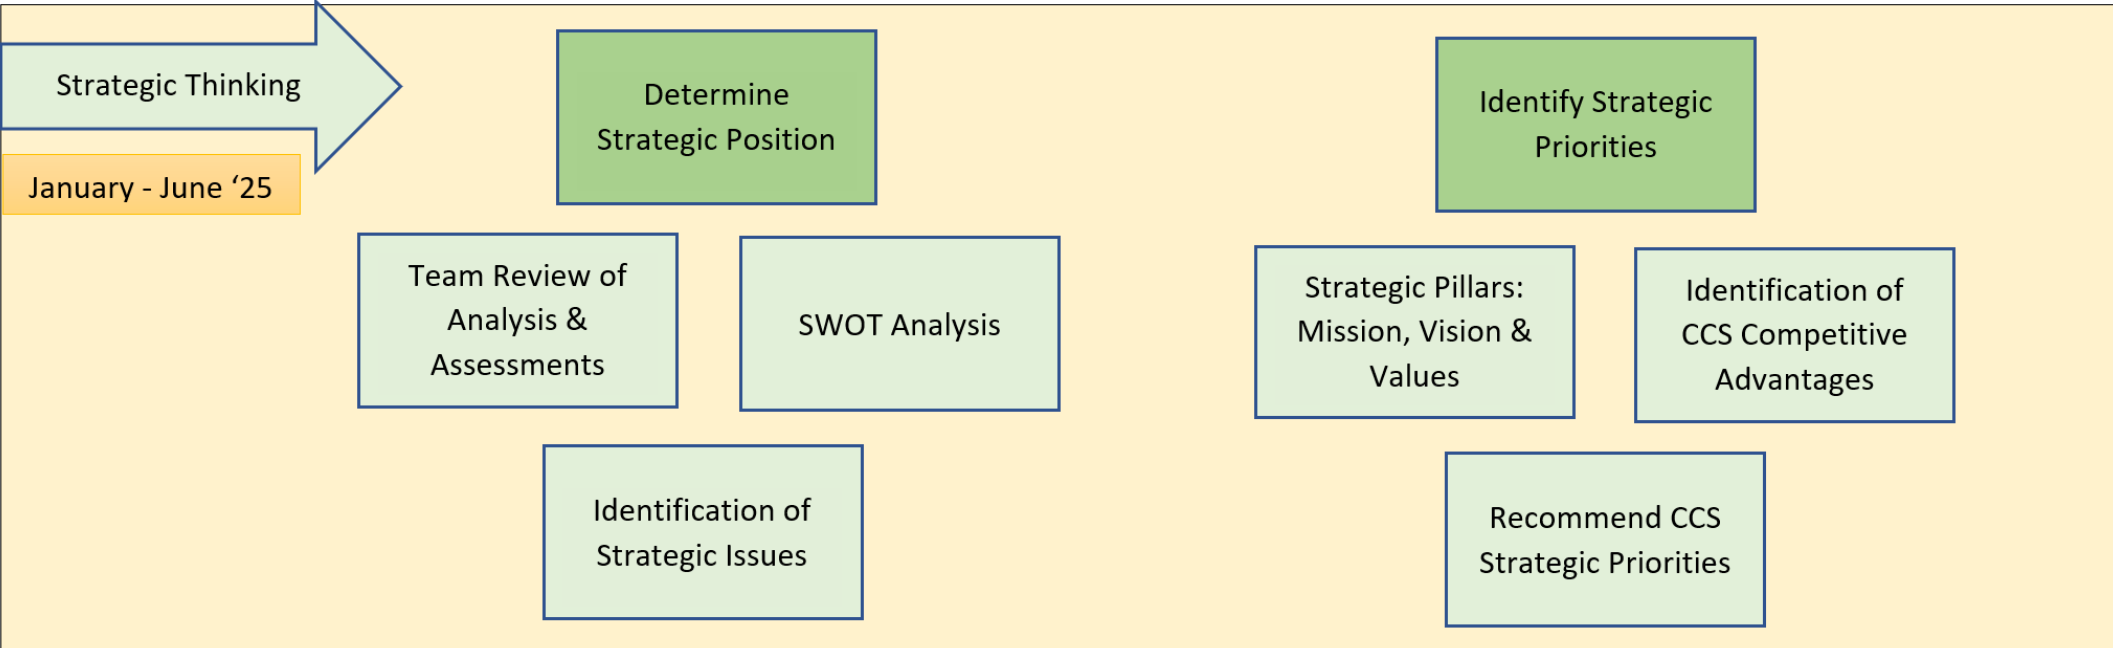 Strategic Thinking
January - June ‘25
Determine
Strategic Position
Team Review of
Analysis &
Assessments
SWOT Analysis
Identification of
Strategic Issues
Identify Strategic
Priorities
Strategic Pillars:
Mission, Vision &
Values
Identification of
CCS Competitive
Advantages
Recommend CCS
Strategic Priorities